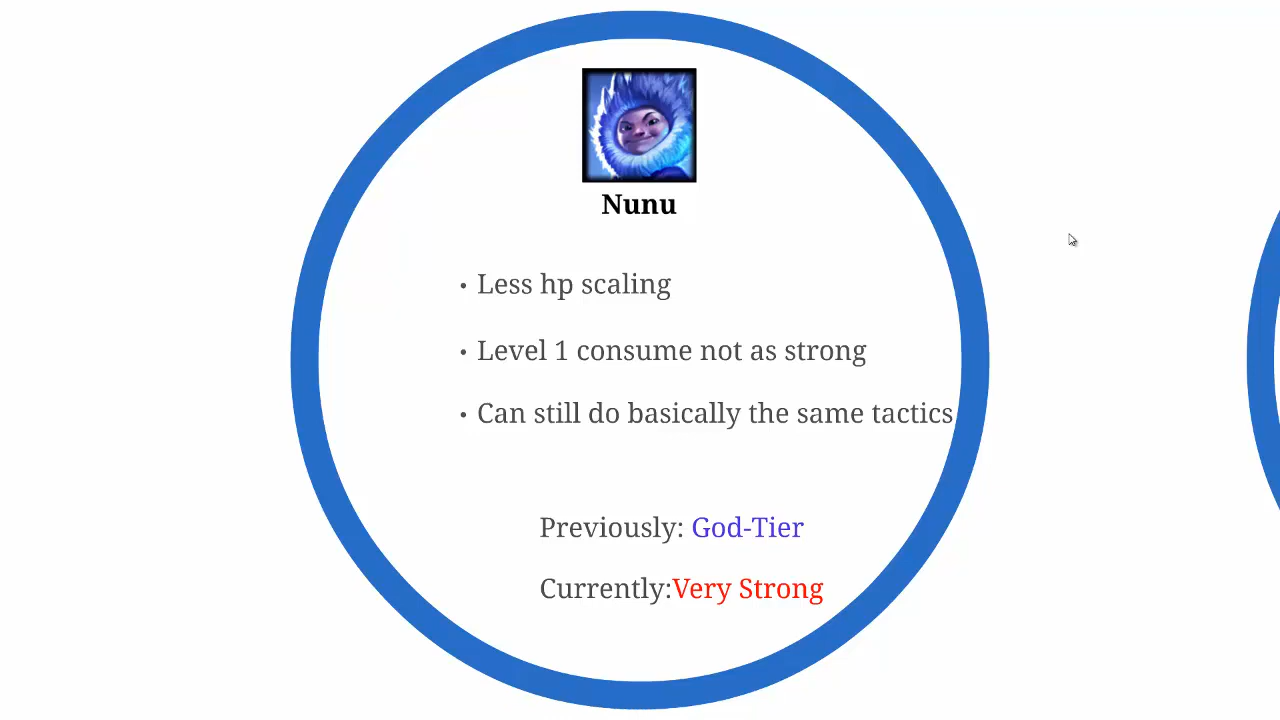 Nunu
• Less hp scaling
• Level 1 consume not as strong
• Can still do basically the same tactics
Previously: God-Tier
Currently:Very Strong